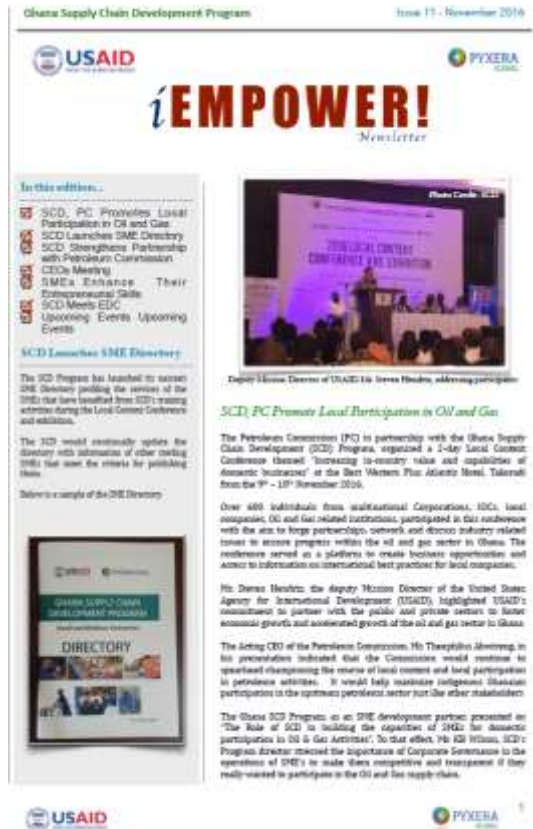 Ghana Supply Chain Development Program
Issue 11 - November 2016
USAID
PYXERA
GLOBAL
iEMPOWER!
Newsletter
In this edition...
SCD, PC Promotes Local
Participation in Oil and Gas
SCD Launches SME Directory
SCD Strengthens Partnership
with Petroleum Commission
CEOs Meeting
SMEs Enhance Their
Entrepreneurial Skills
SCD Meets EDC
Upcoming Events Upcoming
Events
SCD Launches SME Directory
The SCD Program has launched its
SME Directory profiling the services of the
SMEs that have benefited from SCD's training
activities during the Local Content Conference
and exhibition.
The SCD would continually update the
directory with information of other
SMEs that meet the criteria for publishing
them.
Below is a sample of the SME Directory
USAID
GHANA SUPPLY CHAIN
DEVELOPMENT PROGRAM
DIRECTORY
Photo Credit: SCD
2016 LOCAL CONTENT
CONFERENCE AND EXHIBITION
Deputy Mission Director of USAID Mr. Steven Hendrix, addressing participants
SCD, PC Promote Local Participation in Oil and Gas
The Petroleum Commission (PC) in partnership with the Ghana Supply
Chain Development (SCD) Program, organized a 2-day Local Content
Conference themed "Increasing in-country value and capabilities of
domestic businesses" at the Best Western Plus Atlantic Hotel, Takoradi
from the 9th – 10th November 2016.
Over 600 individuals from multinational Corporations, IOCs, local
companies, Oil and Gas related institutions, participated in this conference
with the aim to forge partnerships, network and discuss industry related
issues to ensure progress within the oil and gas sector in Ghana. The
conference served as a platform to create business opportunities and
access to information on international best practices for local companies.
Mr. Steven Hendrix, the deputy Mission Director of the United States
Agency for International Development (USAID), highlighted USAID's
commitment to partner with the public and private sectors to foster
economic growth and accelerated growth of the oil and gas sector in Ghana.
The Acting CEO of the Petroleum Commission, Mr. Theophilus Ahwireng, in
his presentation indicated that the Commission would continue to
spearhead championing the course of local content and local participation
in petroleum activities. It would help maximize indigenous Ghanaian
participation in the upstream petroleum sector just like other stakeholders.
The Ghana SCD Program, as an SME development partner, presented on
"The Role of SCD in building the capacities of SMEs for domestic
participation in Oil & Gas Activities". To that effect, Mr. KB Wilson, SCD's
Program director stressed the importance of Corporate Governance in the
operations of SME's to make them competitive and transparent if they
really wanted to participate in the Oil and Gas supply chain.
1
USAID
PYXERA